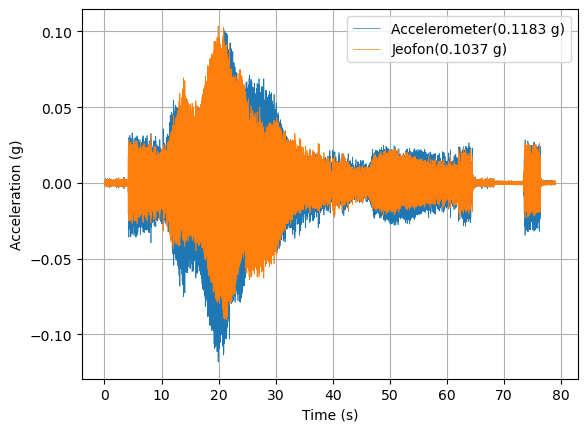 Accelerometer(0.1183 g)
Jeofon(0.1037 g)
Acceleration (g)
0.10
0.05
0.00
−0.05
−0.10
0 10 20 30 40 50 60 70 80
Time (s)